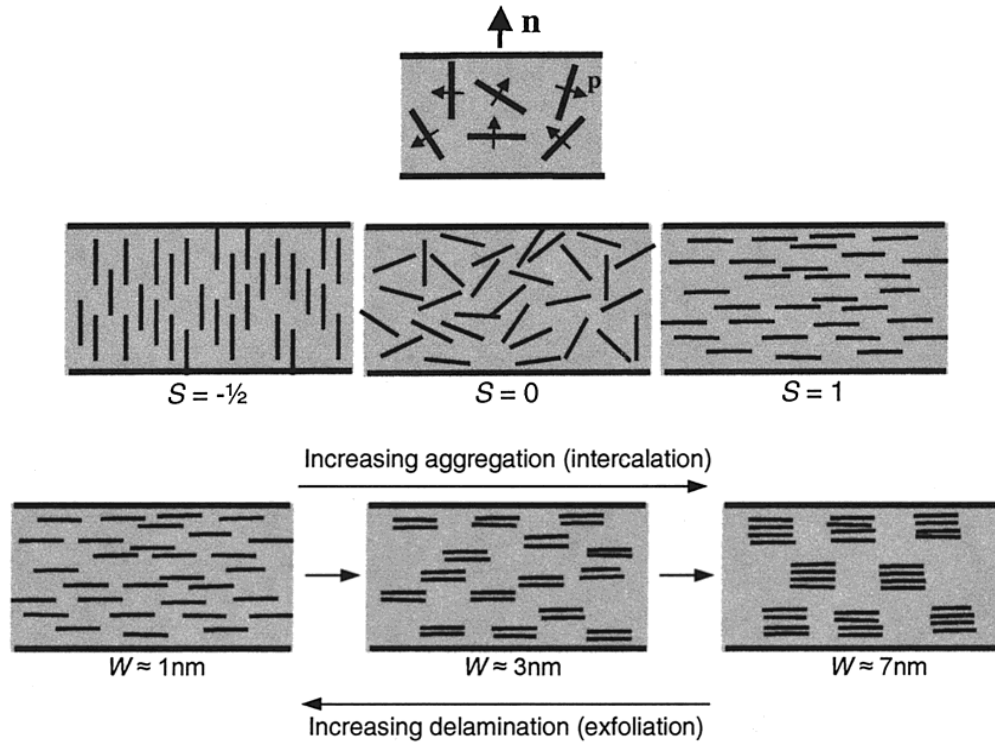 n
p
S = -½
S = 0
S = 1
Increasing aggregation (intercalation)
W ≈ 1nm
W ≈ 3nm
W ≈ 7nm
Increasing delamination (exfoliation)